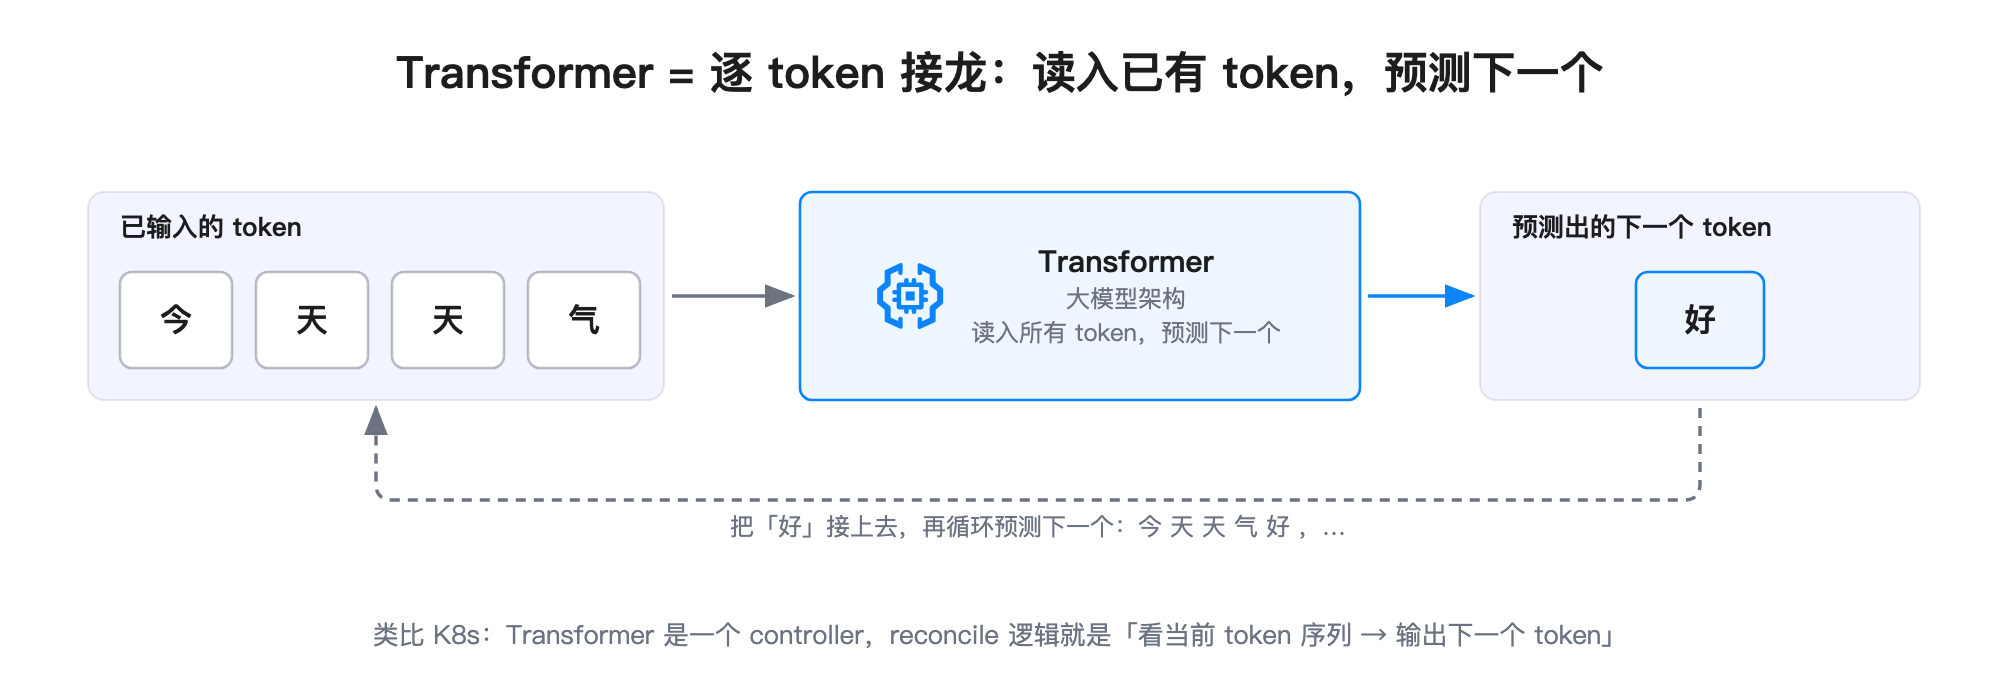 Transformer = 逐 token 接龙：读入已有 token，预测下一个
已输入的 token
今 天 天 气
Transformer
大模型架构
读入所有 token，预测下一个
预测出的下一个 token
好
把「好」接上去，再循环预测下一个：今 天 天 气 好 ，…
类比 K8s：Transformer 是一个 controller，reconcile 逻辑就是「看当前 token 序列 → 输出下一个 token」